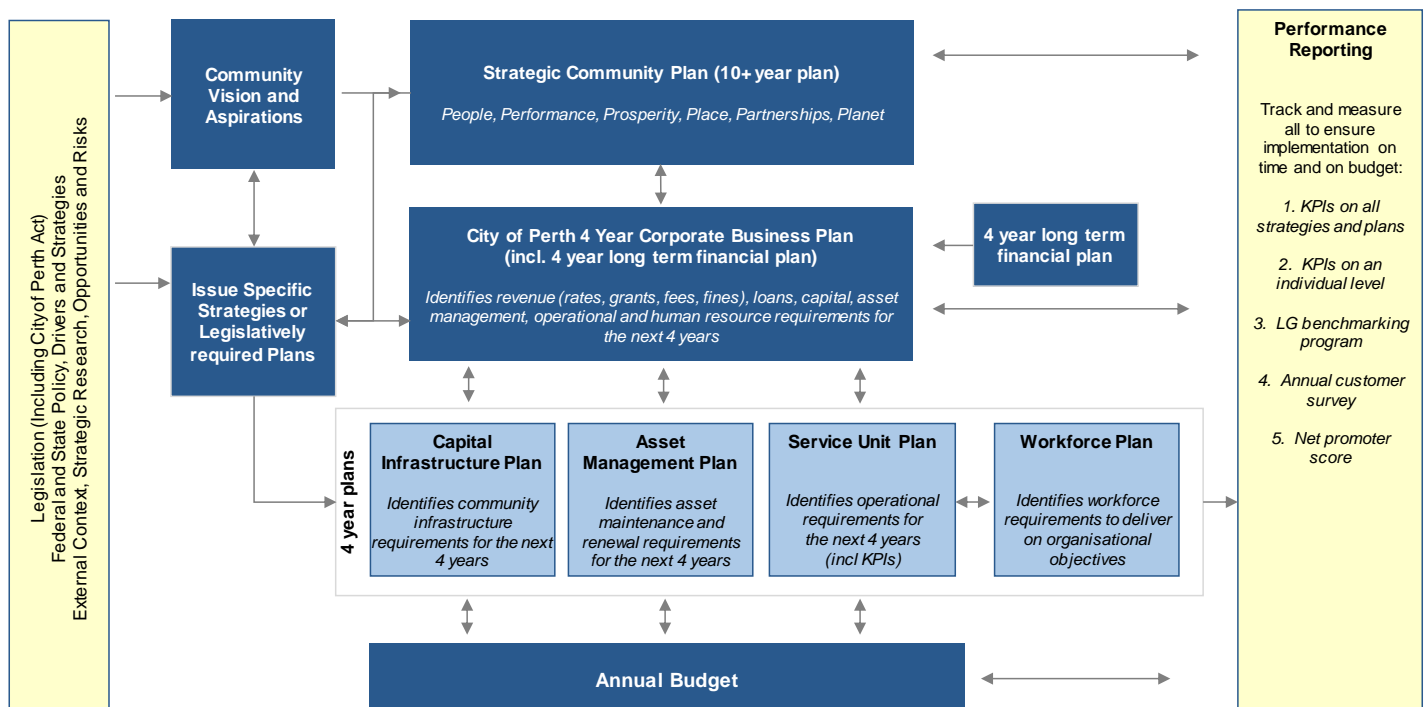 Legislation (Including City of Perth Act)
Federal and State Policy, Drivers and Strategies
External Context, Strategic Research, Opportunities and Risks
Community
Vision and
Aspirations
Issue Specific
Strategies or
Legislatively
required Plans
Strategic Community Plan (10+ year plan)
People, Performance, Prosperity, Place, Partnerships, Planet
City of Perth 4 Year Corporate Business Plan
(incl. 4 year long term financial plan)
Identifies revenue (rates, grants, fees, fines), loans, capital, asset
management, operational and human resource requirements for
the next 4 years
4 year long term
financial plan
4 year plans
Capital
Infrastructure Plan
Identifies community
infrastructure
requirements for the next
4 years
Asset
Management Plan
Identifies asset
maintenance and
renewal requirements
for the next 4 years
Service Unit Plan
Identifies operational
requirements for
the next 4 years
(incl KPIs)
Workforce Plan
Identifies workforce
requirements to deliver
on organisational
objectives
Annual Budget
Performance
Reporting
Track and measure
all to ensure
implementation on
time and on budget:
1. KPIs on all
strategies and plans
2. KPIs on an
individual level
3. LG benchmarking
program
4. Annual customer
survey
5. Net promoter
score